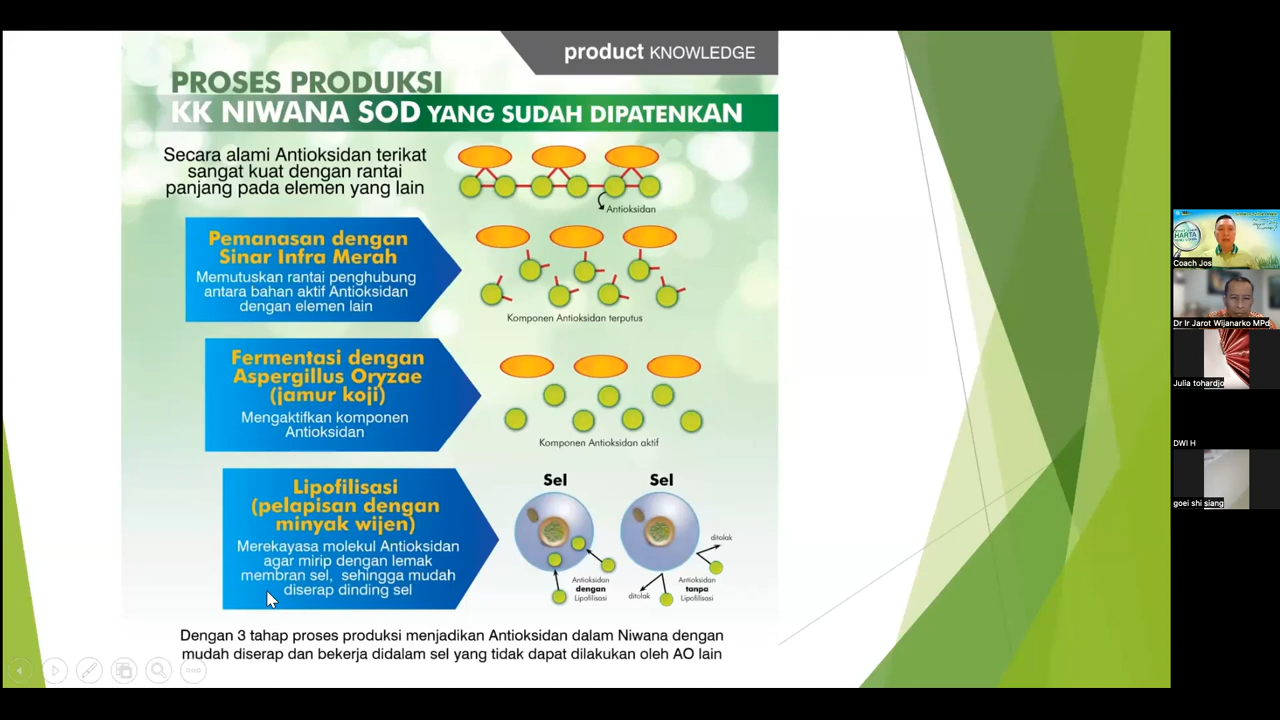 product KNOWLEDGE
PROSES PRODUKSI
KK NIWANA SOD YANG SUDAH DIPATENKAN
Secara alami Antioksidan terikat
sangat kuat dengan rantai
panjang pada elemen yang lain
Antioksidan
Pemanasan dengan
Sinar Infra Merah
Memutuskan rantai penghubung
antara bahan aktif Antioksidan
dengan elemen lain
Komponen Antioksidan terputus
Fermentasi dengan
Aspergillus Oryzae
(jamur koji)
Mengaktifkan komponen
Antioksidan
Komponen Antioksidan aktif
Lipofilisasi
(pelapisan dengan
minyak wijen)
Merekayasa molekul Antioksidan
agar mirip dengan lemak
membran sel, sehingga mudah
diserap dinding sel
Sel
Antioksidan
dengan
Lipofilisasi
Sel
ditolak
ditolak
Antioksidan
tanpa
Lipofilisasi
Dengan 3 tahap proses produksi menjadikan Antioksidan dalam Niwana dengan
mudah diserap dan bekerja didalam sel yang tidak dapat dilakukan oleh AO lain
HARTA
Coach Jos
Dr Ir Jarot Wijanarko MPd
Julia tohardjo
DWI H
goei shi siang